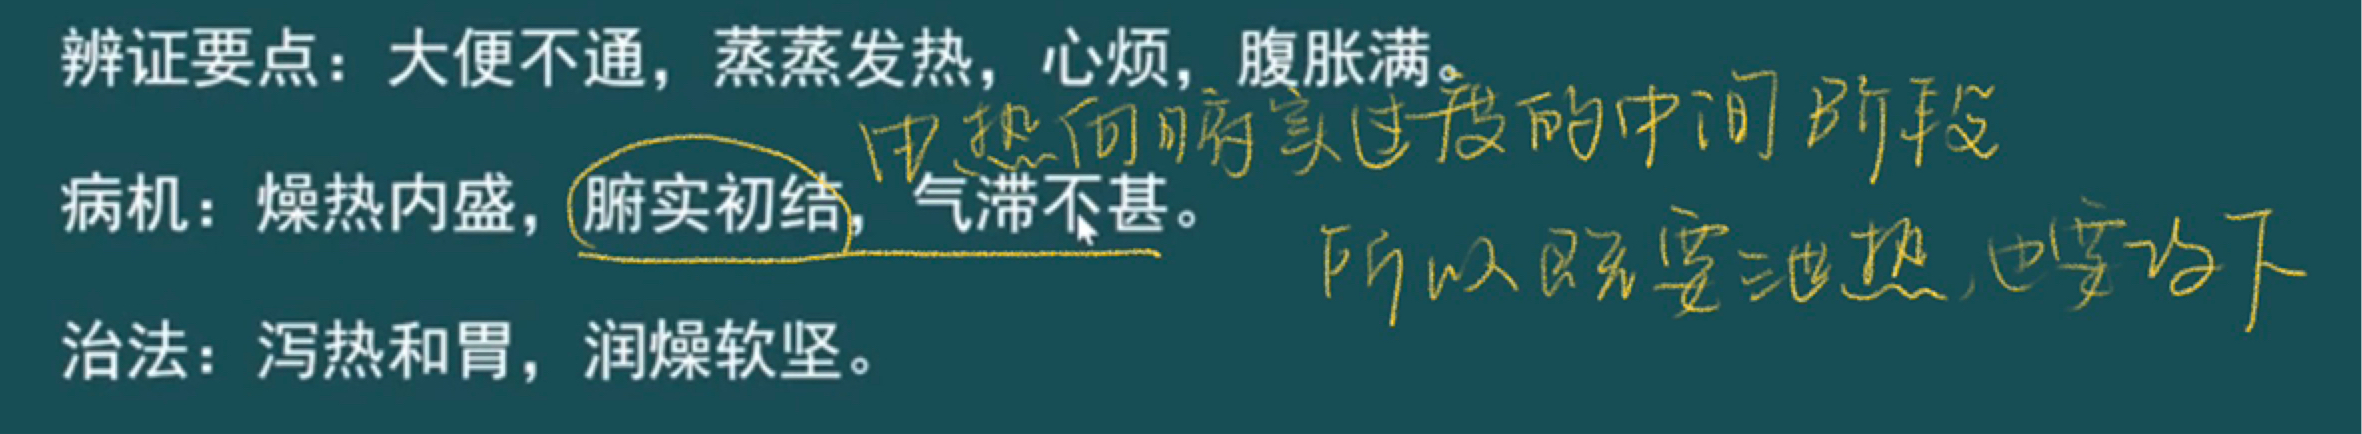 辨证要点：大便不通，蒸蒸发热，心烦，腹胀满。
由热向腑实过度的中间阶段
病机：燥热内盛，腑实初结，气滞不甚。
所以既要泄热，也要攻下
治法：泻热和胃，润燥软坚。